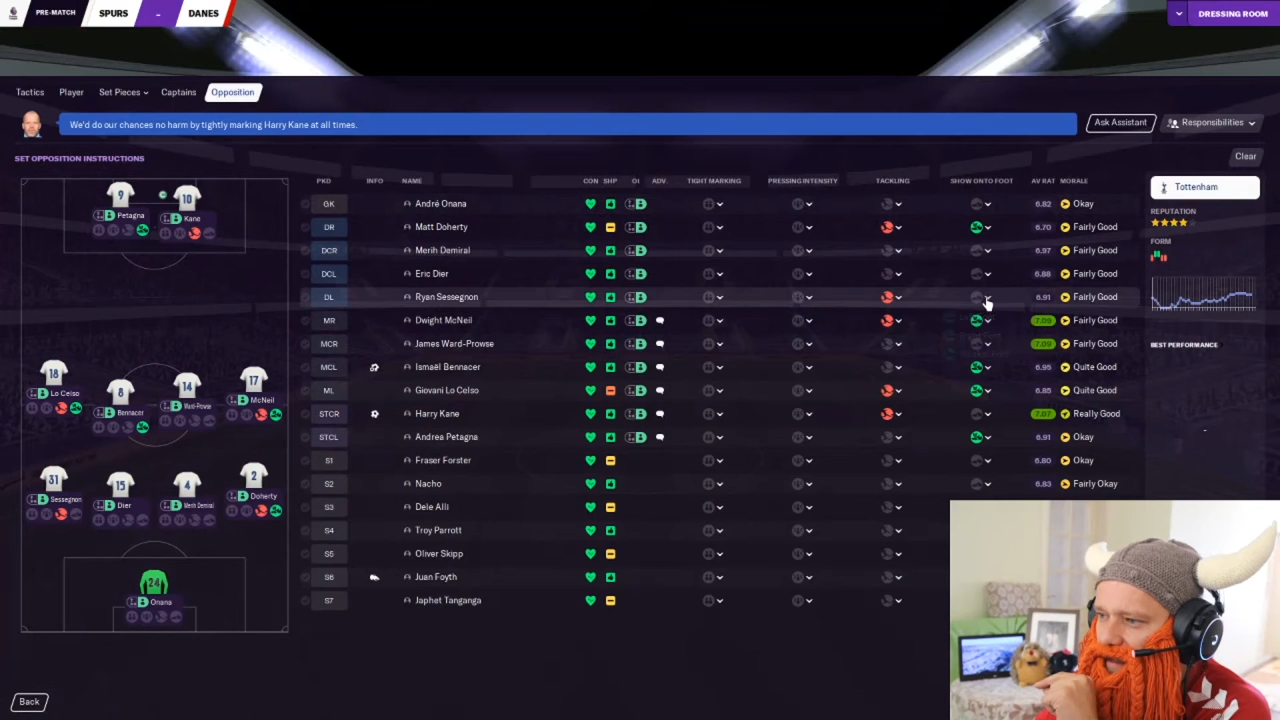 PRE-MATCH SPURS - DANES DRESSING ROOM
Tactics Player Set Pieces Captains Opposition
We'd do our chances no harm by tightly marking Harry Kane at all times. Ask Assistant Responsibilities
SET OPPOSITION INSTRUCTIONS Clear
PKD INFO NAME CON SHP OI ADV. TIGHT MARKING PRESSING INTENSITY TACKLING SHOW ONTO FOOT AV RAT MORALE
GK André Onana 6.82 Okay
DR Matt Doherty 6.70 Fairly Good
DCR Merih Demiral 6.97 Fairly Good
DCL Eric Dier 6.88 Fairly Good
DL Ryan Sessegnon 6.91 Fairly Good
MR Dwight McNeil 7.09 Fairly Good
MCR James Ward-Prowse 7.09 Fairly Good
MCL Ismaël Bennacer 6.95 Quite Good
ML Giovani Lo Celso 6.85 Quite Good
STCR Harry Kane 7.07 Really Good
STCL Andrea Petagna 6.91 Okay
S1 Fraser Forster 6.80 Okay
S2 Nacho 6.83 Fairly Okay
S3 Dele Alli
S4 Troy Parrott
S5 Oliver Skipp
S6 Juan Foyth
S7 Japhet Tanganga
9 10
Petagna Kane
18 8 14 17
Lo Celso Bennacer Ward-Prowse McNeil
31 15 4 2
Sessegnon Dier Merih Demiral Doherty
24
Onana
Tottenham
REPUTATION
FORM
BEST PERFORMANCE
-
Back